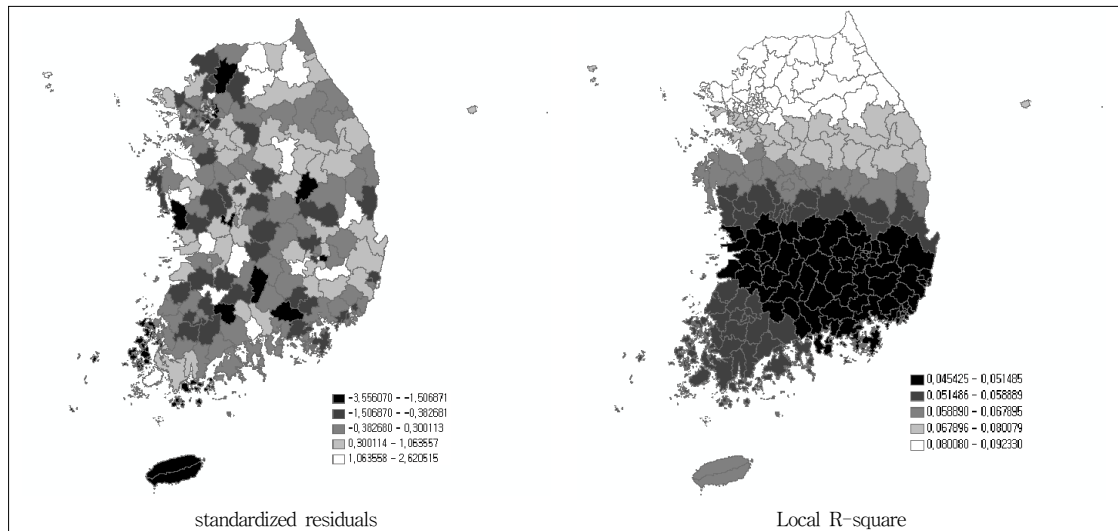 -3,556070 - -1,506871
-1,506870 - -0,382681
-0,382680 - 0,300113
0,300114 - 1,063557
1,063558 - 2,620515
standardized residuals
0,045425 - 0,051485
0,051486 - 0,058889
0,058890 - 0,067895
0,067896 - 0,080079
0,080080 - 0,092330
Local R-square